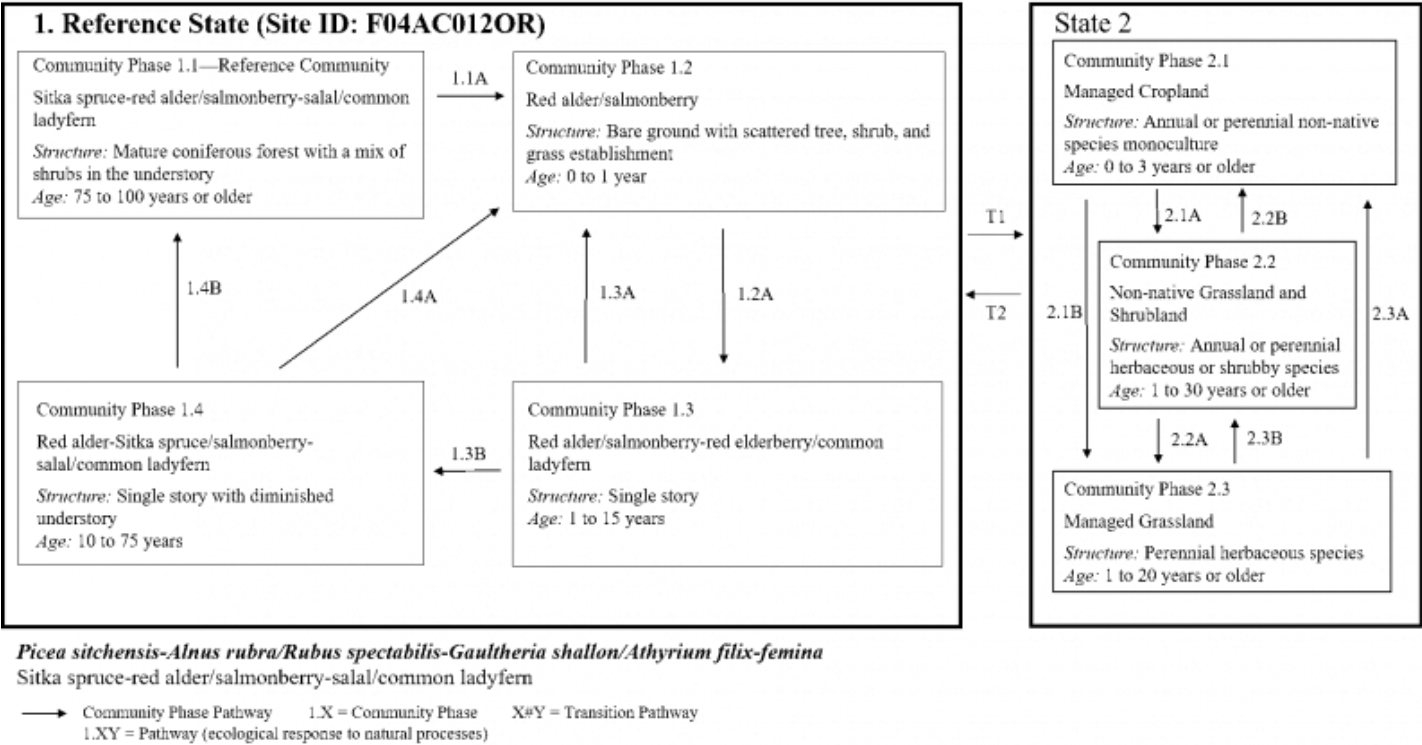 1. Reference State (Site ID: F04AC012OR)
Community Phase 1.1—Reference Community
Sitka spruce-red alder/salmonberry-salal/common
ladyfern
Structure: Mature coniferous forest with a mix of
shrubs in the understory
Age: 75 to 100 years or older
1.1A
Community Phase 1.2
Red alder/salmonberry
Structure: Bare ground with scattered tree, shrub, and
grass establishment
Age: 0 to 1 year
1.4B
1.4A
1.3A
1.2A
Community Phase 1.4
Red alder-Sitka spruce/salmonberry-
salal/common ladyfern
Structure: Single story with diminished
understory
Age: 10 to 75 years
1.3B
Community Phase 1.3
Red alder/salmonberry-red elderberry/common
ladyfern
Structure: Single story
Age: 1 to 15 years
T1
T2
State 2
Community Phase 2.1
Managed Cropland
Structure: Annual or perennial non-native
species monoculture
Age: 0 to 3 years or older
2.1A
2.2B
2.1B
Community Phase 2.2
Non-native Grassland and
Shrubland
Structure: Annual or perennial
herbaceous or shrubby species
Age: 1 to 30 years or older
2.3A
2.2A
2.3B
Community Phase 2.3
Managed Grassland
Structure: Perennial herbaceous species
Age: 1 to 20 years or older
Picea sitchensis-Alnus rubra/Rubus spectabilis-Gaultheria shallon/Athyrium filix-femina
Sitka spruce-red alder/salmonberry-salal/common ladyfern
Community Phase Pathway 1.X = Community Phase X#Y = Transition Pathway
1.XY = Pathway (ecological response to natural processes)